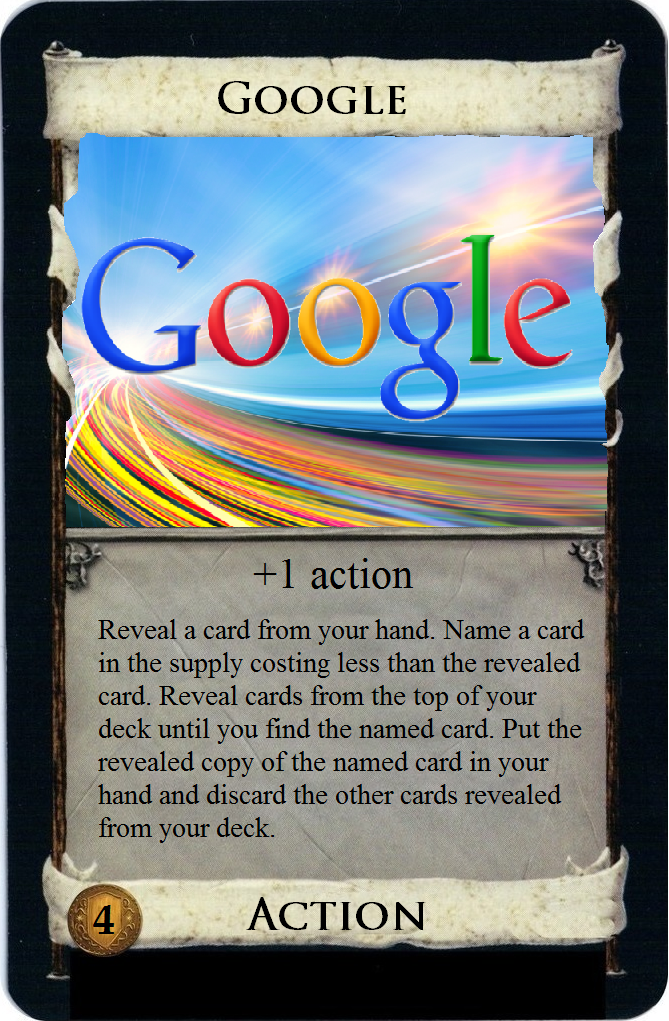 Google
Google
+1 action
Reveal a card from your hand. Name a card
in the supply costing less than the revealed
card. Reveal cards from the top of your
deck until you find the named card. Put the
revealed copy of the named card in your
hand and discard the other cards revealed
from your deck.
4
Action